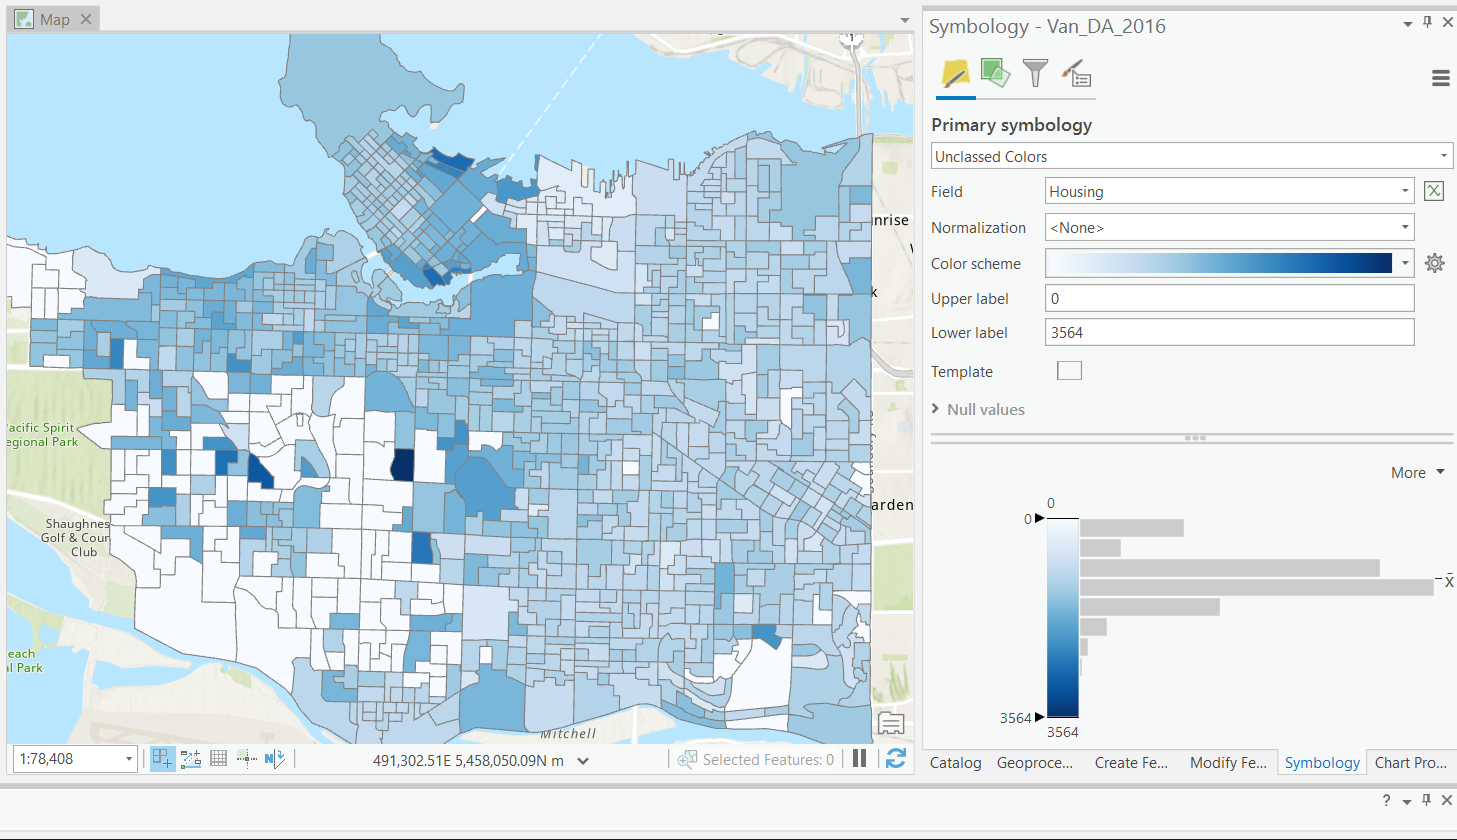 Map
Symbology - Van_DA_2016
Primary symbology
Unclassed Colors
Field
Housing
Normalization
<None>
Color scheme
Upper label
0
Lower label
3564
Template
Null values
More
0
0
X
3564
3564
1
nrise
k
arden
acific Spirit
egional Park
Shaughnes
Golf & Coun
Club
each
al Park
Mitchell
1:78,408
491,302.51E 5,458,050.09N m
Selected Features: 0
Catalog
Geoproce...
Create Fe...
Modify Fe...
Symbology
Chart Pro...
?